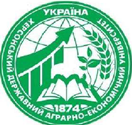 УКРАЇНА
ХЕРСОНСЬКИЙ ДЕРЖАВНИЙ АГРАРНО-ЕКОНОМІЧНИЙ УНІВЕРСИТЕТ
1874